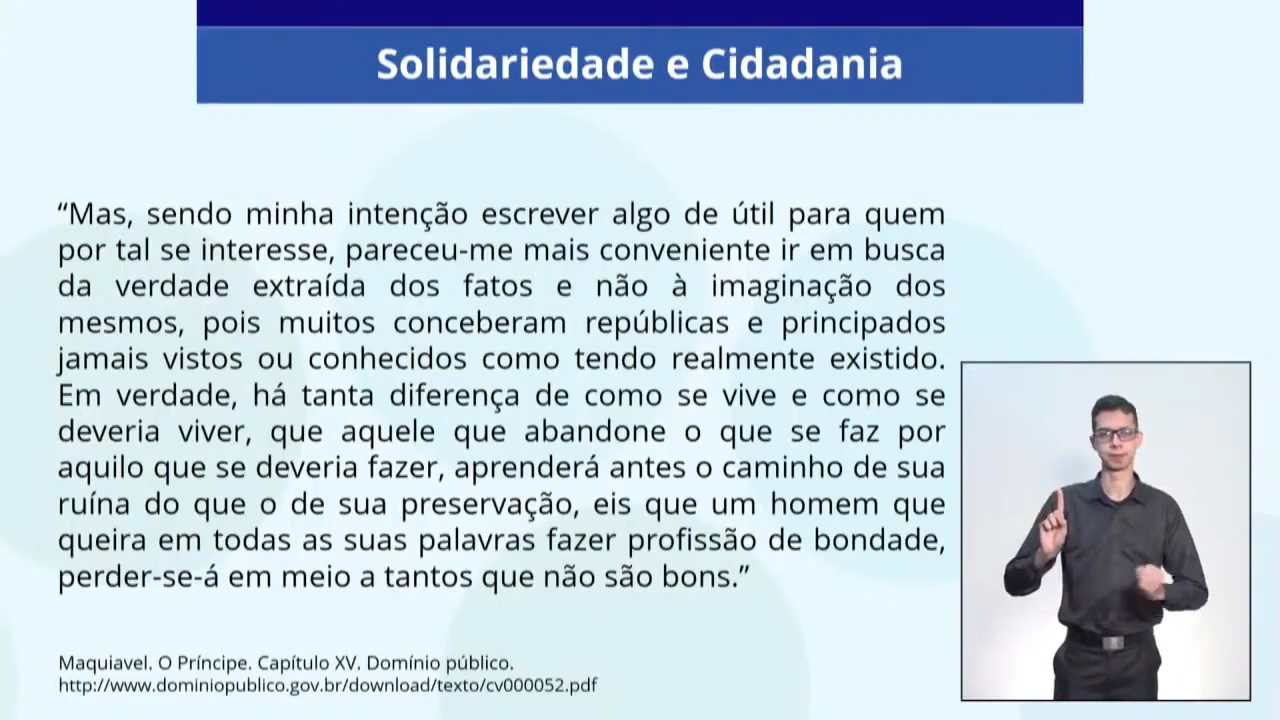 Solidariedade e Cidadania
“Mas, sendo minha intenção escrever algo de útil para quem
por tal se interesse, pareceu-me mais conveniente ir em busca
da verdade extraída dos fatos e não à imaginação dos
mesmos, pois muitos conceberam repúblicas e principados
jamais vistos ou conhecidos como tendo realmente existido.
Em verdade, há tanta diferença de como se vive e como se
deveria viver, que aquele que abandone o que se faz por
aquilo que se deveria fazer, aprenderá antes o caminho de sua
ruína do que o de sua preservação, eis que um homem que
queira em todas as suas palavras fazer profissão de bondade,
perder-se-á em meio a tantos que não são bons.”
Maquiavel. O Príncipe. Capítulo XV. Domínio público.
http://www.dominiopublico.gov.br/download/texto/cv000052.pdf